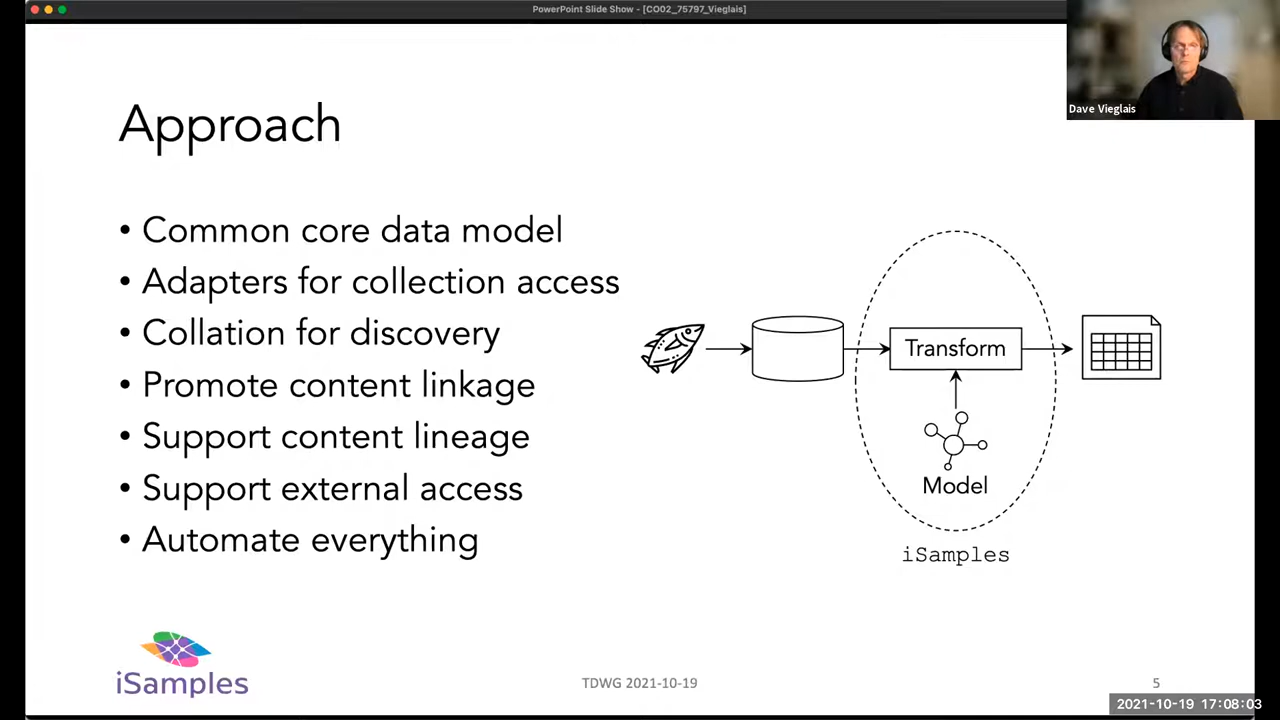 PowerPoint Slide Show - [CO02_75797_Vieglais]
Dave Vieglais
Approach
• Common core data model
• Adapters for collection access
• Collation for discovery
• Promote content linkage
• Support content lineage
• Support external access
• Automate everything
Transform
Model
iSamples
iSamples
TDWG 2021-10-19
5
2021-10-19 17:08:03